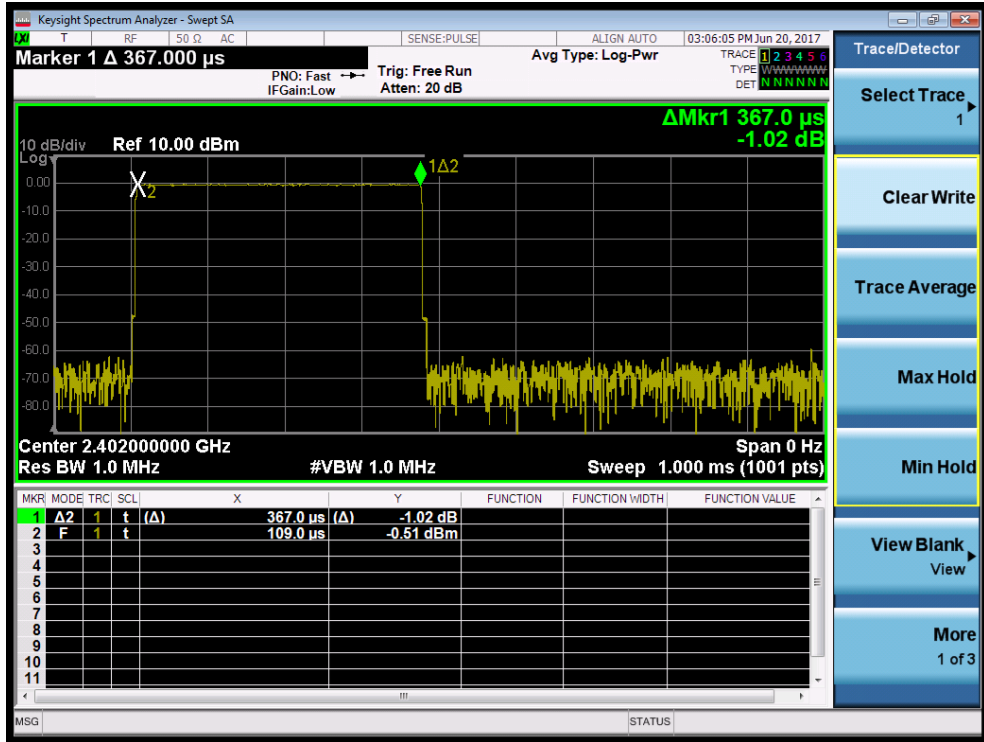 Keysight Spectrum Analyzer - Swept SA
LXI T RF 50 Ω AC SENSE:PULSE ALIGN AUTO 03:06:05 PM Jun 20, 2017
Marker 1 Δ 367.000 μs
PNO: Fast
IFGain:Low
Trig: Free Run
Atten: 20 dB
Avg Type: Log-Pwr
TRACE 1 2 3 4 5 6
TYPE WWWWWW
DET N N N N N N
ΔMkr1 367.0 μs
-1.02 dB
10 dB/div Ref 10.00 dBm
Log
1Δ2
0.00
2
-10.0
-20.0
-30.0
-40.0
-50.0
-60.0
-70.0
-80.0
Center 2.402000000 GHz Span 0 Hz
Res BW 1.0 MHz #VBW 1.0 MHz Sweep 1.000 ms (1001 pts)
MKR MODE TRC SCL X Y FUNCTION FUNCTION WIDTH FUNCTION VALUE
1 Δ2 1 t (Δ) 367.0 μs (Δ) -1.02 dB
2 F 1 t 109.0 μs -0.51 dBm
3
4
5
6
7
8
9
10
11
MSG STATUS
Trace/Detector
Select Trace
1
Clear Write
Trace Average
Max Hold
Min Hold
View Blank
View
More
1 of 3